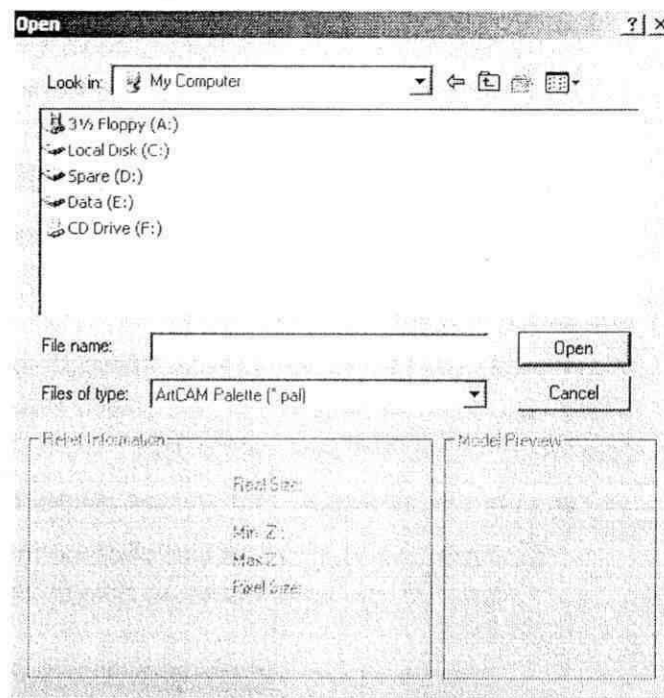 Open
Look in: My Computer
3½ Floppy (A:)
Local Disk (C:)
Spare (D:)
Data (E:)
CD Drive (F:)
File name: Open
Files of type: ArtCAM Palette (*.pal) Cancel
Relief Information Model Preview
Real Size:
Min Z:
Max Z:
Pixel Size: